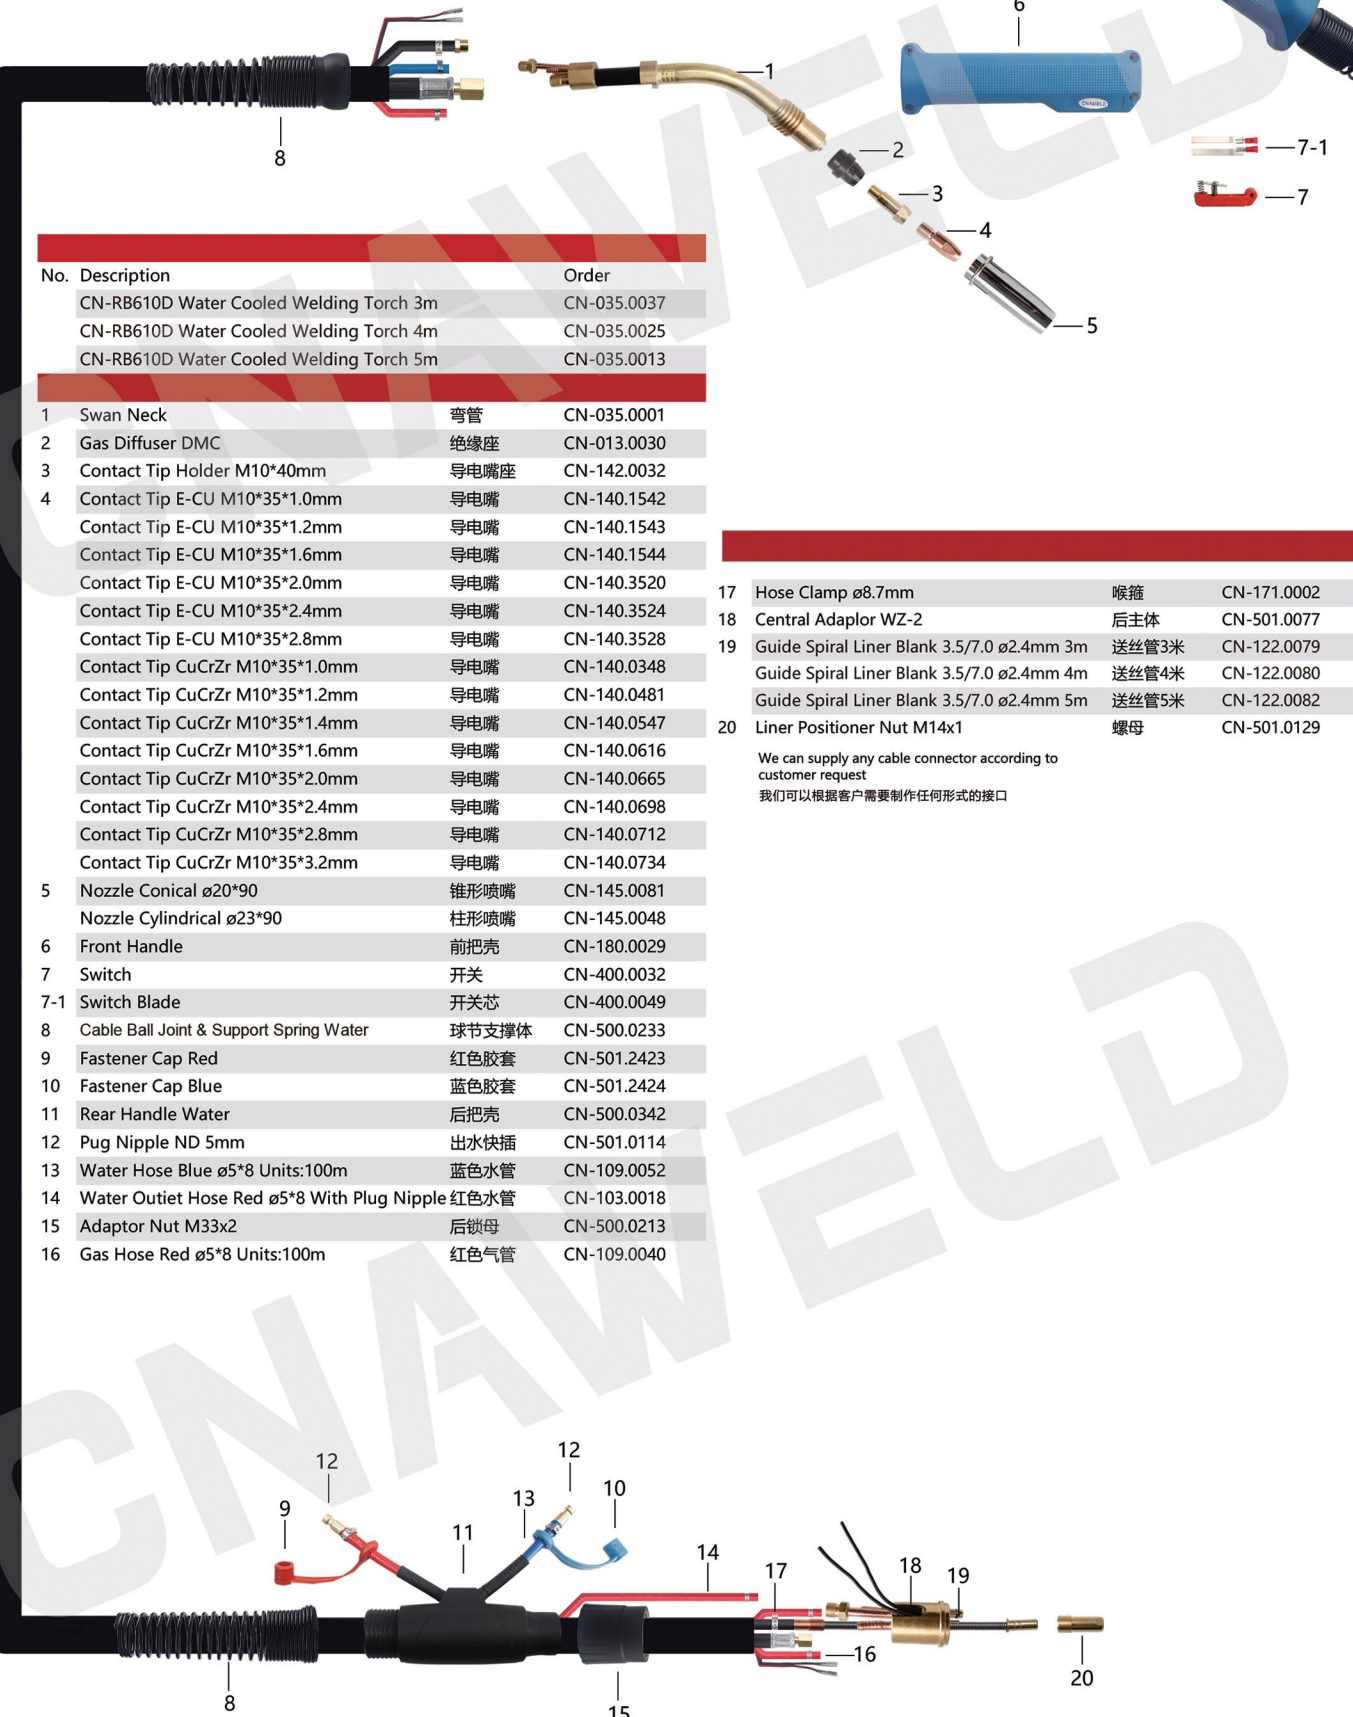 6
1
8
2
7-1
3
7
4
5
CNAWELD
CNAWELD
No. Description Order
CN-RB610D Water Cooled Welding Torch 3m CN-035.0037
CN-RB610D Water Cooled Welding Torch 4m CN-035.0025
CN-RB610D Water Cooled Welding Torch 5m CN-035.0013
1 Swan Neck 弯管 CN-035.0001
2 Gas Diffuser DMC 绝缘座 CN-013.0030
3 Contact Tip Holder M10*40mm 导电嘴座 CN-142.0032
4 Contact Tip E-CU M10*35*1.0mm 导电嘴 CN-140.1542
Contact Tip E-CU M10*35*1.2mm 导电嘴 CN-140.1543
Contact Tip E-CU M10*35*1.6mm 导电嘴 CN-140.1544
Contact Tip E-CU M10*35*2.0mm 导电嘴 CN-140.3520
Contact Tip E-CU M10*35*2.4mm 导电嘴 CN-140.3524
Contact Tip E-CU M10*35*2.8mm 导电嘴 CN-140.3528
Contact Tip CuCrZr M10*35*1.0mm 导电嘴 CN-140.0348
Contact Tip CuCrZr M10*35*1.2mm 导电嘴 CN-140.0481
Contact Tip CuCrZr M10*35*1.4mm 导电嘴 CN-140.0547
Contact Tip CuCrZr M10*35*1.6mm 导电嘴 CN-140.0616
Contact Tip CuCrZr M10*35*2.0mm 导电嘴 CN-140.0665
Contact Tip CuCrZr M10*35*2.4mm 导电嘴 CN-140.0698
Contact Tip CuCrZr M10*35*2.8mm 导电嘴 CN-140.0712
Contact Tip CuCrZr M10*35*3.2mm 导电嘴 CN-140.0734
5 Nozzle Conical ø20*90 锥形喷嘴 CN-145.0081
Nozzle Cylindrical ø23*90 柱形喷嘴 CN-145.0048
6 Front Handle 前把壳 CN-180.0029
7 Switch 开关 CN-400.0032
7-1 Switch Blade 开关芯 CN-400.0049
8 Cable Ball Joint & Support Spring Water 球节支撑体 CN-500.0233
9 Fastener Cap Red 红色胶套 CN-501.2423
10 Fastener Cap Blue 蓝色胶套 CN-501.2424
11 Rear Handle Water 后把壳 CN-500.0342
12 Pug Nipple ND 5mm 出水快插 CN-501.0114
13 Water Hose Blue ø5*8 Units:100m 蓝色水管 CN-109.0052
14 Water Outiet Hose Red ø5*8 With Plug Nipple 红色水管 CN-103.0018
15 Adaptor Nut M33x2 后锁母 CN-500.0213
16 Gas Hose Red ø5*8 Units:100m 红色气管 CN-109.0040
17 Hose Clamp ø8.7mm 喉箍 CN-171.0002
18 Central Adaplor WZ-2 后主体 CN-501.0077
19 Guide Spiral Liner Blank 3.5/7.0 ø2.4mm 3m 送丝管3米 CN-122.0079
Guide Spiral Liner Blank 3.5/7.0 ø2.4mm 4m 送丝管4米 CN-122.0080
Guide Spiral Liner Blank 3.5/7.0 ø2.4mm 5m 送丝管5米 CN-122.0082
20 Liner Positioner Nut M14x1 螺母 CN-501.0129
We can supply any cable connector according to
customer request
我们可以根据客户需要制作任何形式的接口
CNAWELD
12
12
9
13
10
11
14
17
18
19
16
20
8
15